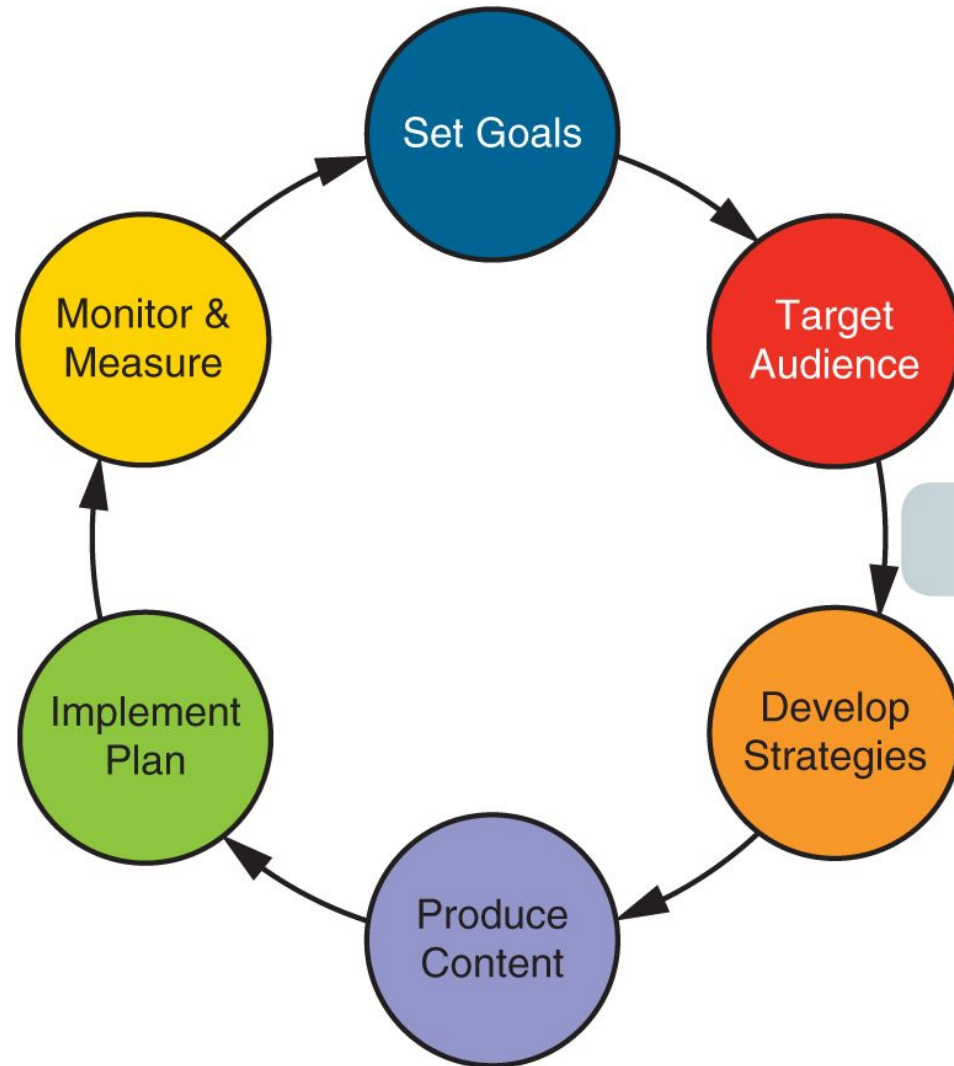 Set Goals
Target
Audience
Develop
Strategies
Produce
Content
Implement
Plan
Monitor &
Measure